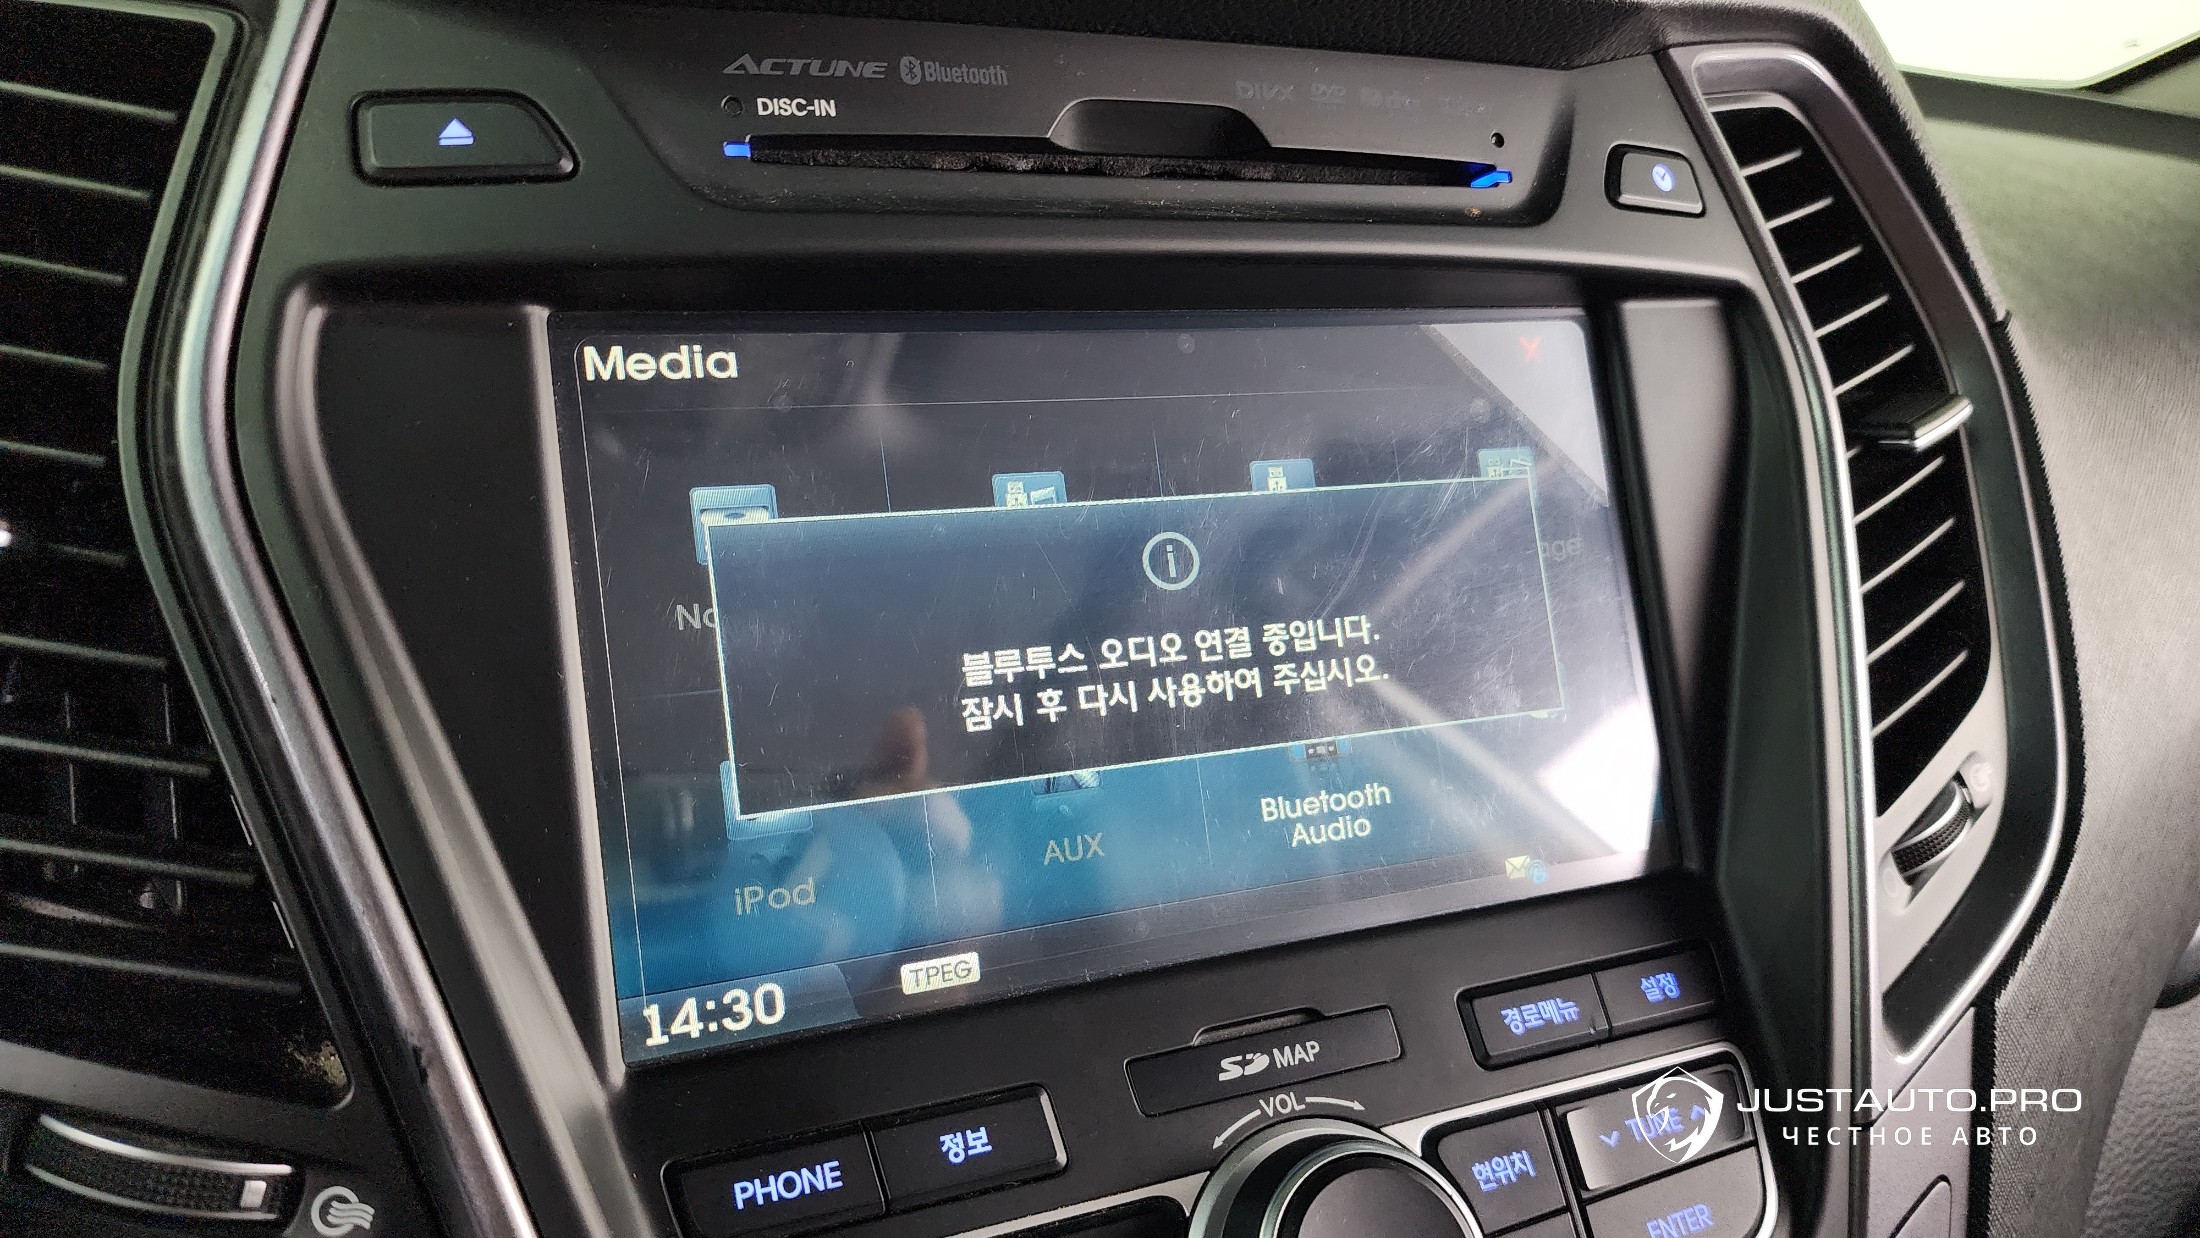 ACTUNE Bluetooth
DIVX DVD
DISC-IN
Media
블루투스 오디오 연결 중입니다.
잠시 후 다시 사용하여 주십시오.
iPod
AUX
Bluetooth
Audio
14:30
TPEG
SD MAP
경로메뉴
설정
VOL
PHONE
정보
현위치
TUNE
ENTER
JUSTAUTO.PRO
ЧЕСТНОЕ АВТО